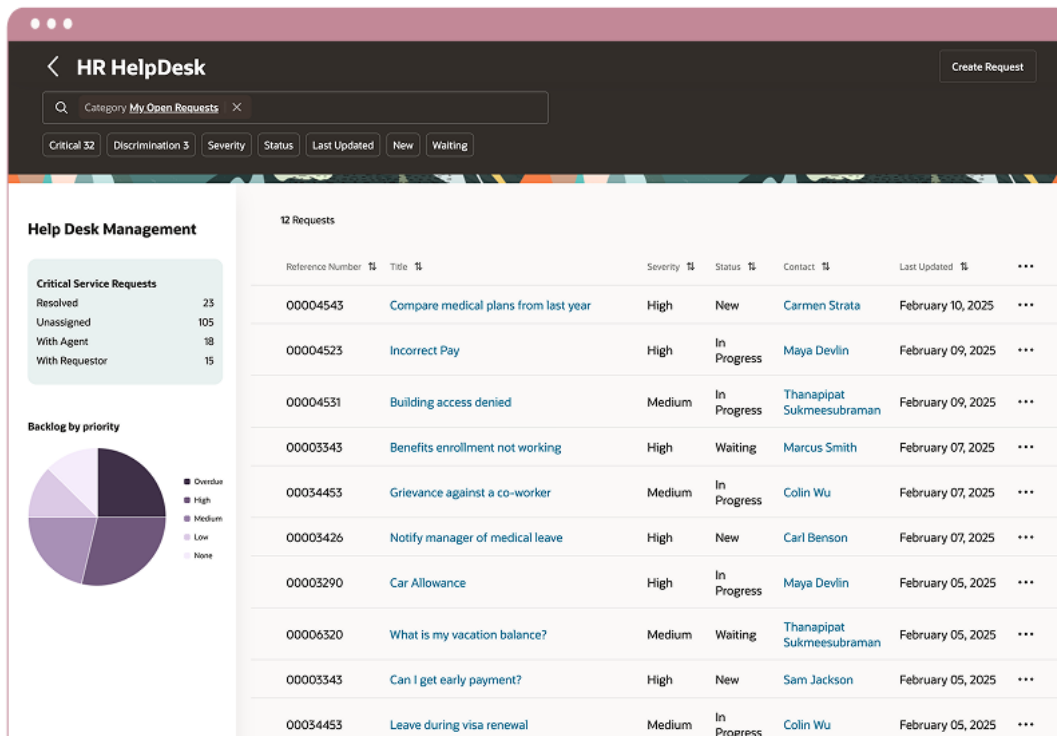 HR HelpDesk
Create Request
Category My Open Requests
Critical 32 Discrimination 3 Severity Status Last Updated New Waiting
Help Desk Management
Critical Service Requests
Resolved 23
Unassigned 105
With Agent 18
With Requestor 15
Backlog by priority
Overdue
High
Medium
Low
None
12 Requests
Reference Number Title Severity Status Contact Last Updated
00004543 Compare medical plans from last year High New Carmen Strata February 10, 2025
00004523 Incorrect Pay High In Progress Maya Devlin February 09, 2025
00004531 Building access denied Medium In Progress Thanapipat Sukmeesubraman February 09, 2025
00003343 Benefits enrollment not working High Waiting Marcus Smith February 07, 2025
00034453 Grievance against a co-worker Medium In Progress Colin Wu February 07, 2025
00003426 Notify manager of medical leave High New Carl Benson February 07, 2025
00003290 Car Allowance High In Progress Maya Devlin February 05, 2025
00006320 What is my vacation balance? Medium Waiting Thanapipat Sukmeesubraman February 05, 2025
00003343 Can I get early payment? High New Sam Jackson February 05, 2025
00034453 Leave during visa renewal Medium In Progress Colin Wu February 05, 2025